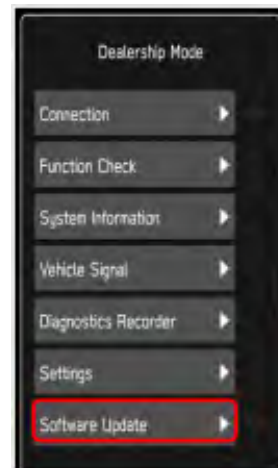 Dealership Mode
Connection
Function Check
System Information
Vehicle Signal
Diagnostics Recorder
Settings
Software Update